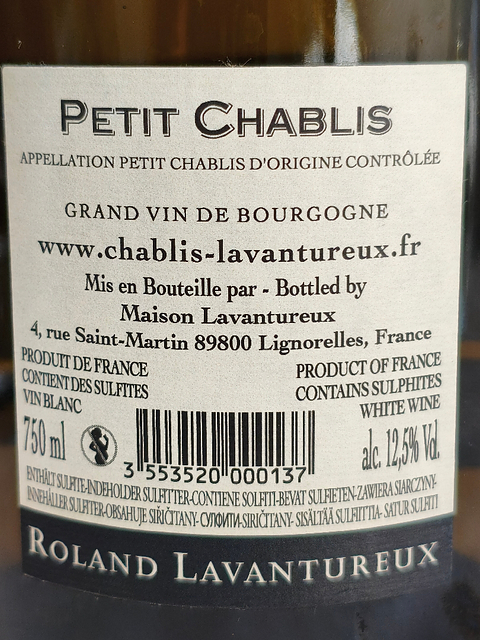 PETIT CHABLIS
APPELLATION PETIT CHABLIS D'ORIGINE CONTRÔLÉE
GRAND VIN DE BOURGOGNE
www.chablis-lavantureux.fr
Mis en Bouteille par - Bottled by
Maison Lavantureux
4, rue Saint-Martin 89800 Lignorelles, France
PRODUIT DE FRANCE
CONTIENT DES SULFITES
VIN BLANC
750 ml
PRODUCT OF FRANCE
CONTAINS SULPHITES
WHITE WINE
alc. 12,5% Vol.
3 553520 000137
ENTHÄLT SULFITE-INDEHOLDER SULFITTER-CONTIENE SOLFITI-BEVAT SULFIETEN-ZAWIERA SIARCZYNY-
INNEHÅLLER SULFITER-OBSAHUJE SIŘIČITANY- СУЛФИТИ-SIRIČITANY- SISÄLTÄÄ SULFIITTIA- SATUR SULFITI
ROLAND LAVANTUREUX